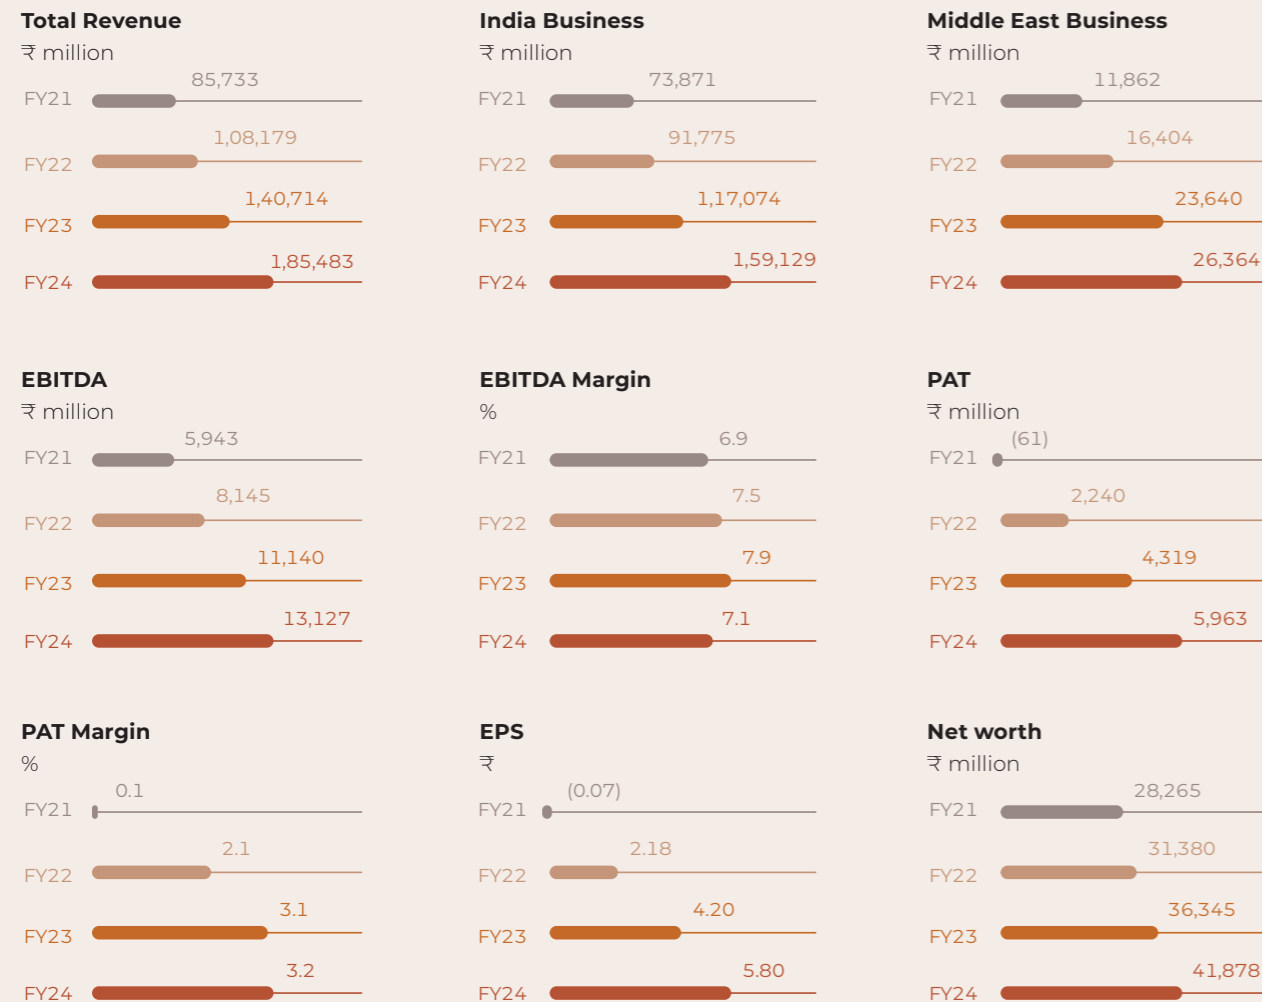 Total Revenue
₹ million
FY21 85,733
FY22 1,08,179
FY23 1,40,714
FY24 1,85,483
India Business
₹ million
FY21 73,871
FY22 91,775
FY23 1,17,074
FY24 1,59,129
Middle East Business
₹ million
FY21 11,862
FY22 16,404
FY23 23,640
FY24 26,364
EBITDA
₹ million
FY21 5,943
FY22 8,145
FY23 11,140
FY24 13,127
EBITDA Margin
%
FY21 6.9
FY22 7.5
FY23 7.9
FY24 7.1
PAT
₹ million
FY21 (61)
FY22 2,240
FY23 4,319
FY24 5,963
PAT Margin
%
FY21 0.1
FY22 2.1
FY23 3.1
FY24 3.2
EPS
₹
FY21 (0.07)
FY22 2.18
FY23 4.20
FY24 5.80
Net worth
₹ million
FY21 28,265
FY22 31,380
FY23 36,345
FY24 41,878